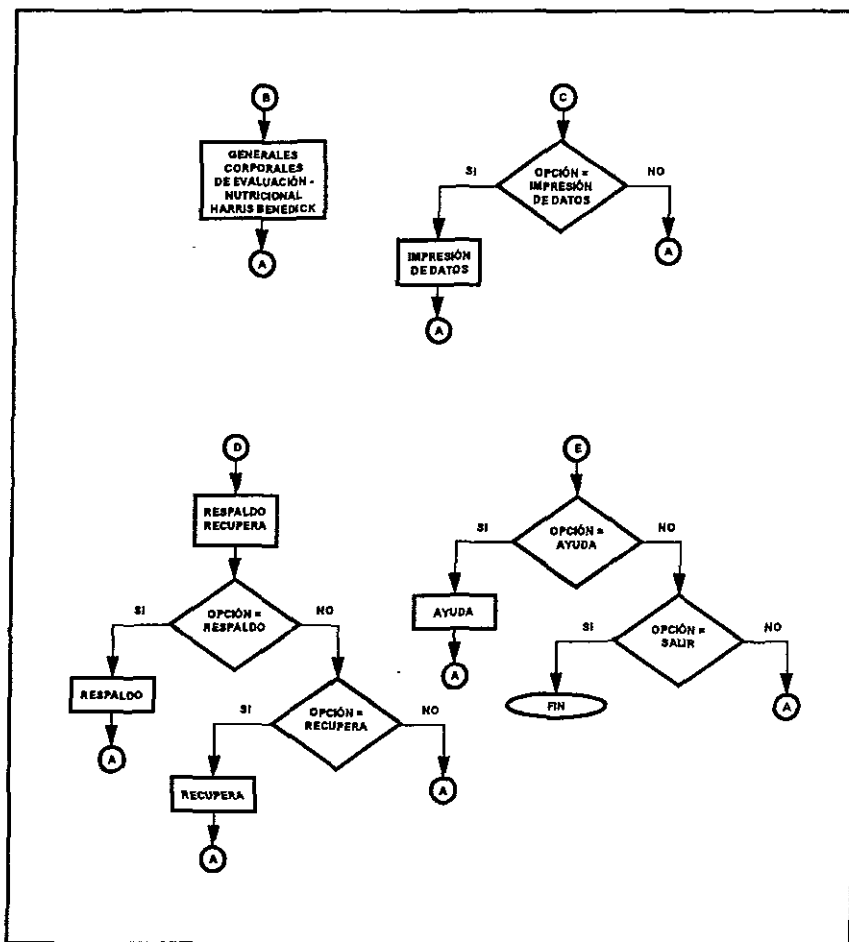 B
GENERALES
CORPORALES
DE EVALUACIÓN -
NUTRICIONAL
HARRIS BENEDICK
A
C
SI
OPCIÓN =
IMPRESIÓN
DE DATOS
NO
IMPRESIÓN
DE DATOS
A
A
D
RESPALDO
RECUPERA
SI
OPCIÓN =
RESPALDO
NO
RESPALDO
A
SI
OPCIÓN =
RECUPERA
NO
RECUPERA
A
A
E
SI
OPCIÓN =
AYUDA
NO
AYUDA
A
SI
OPCIÓN =
SALIR
NO
FIN
A